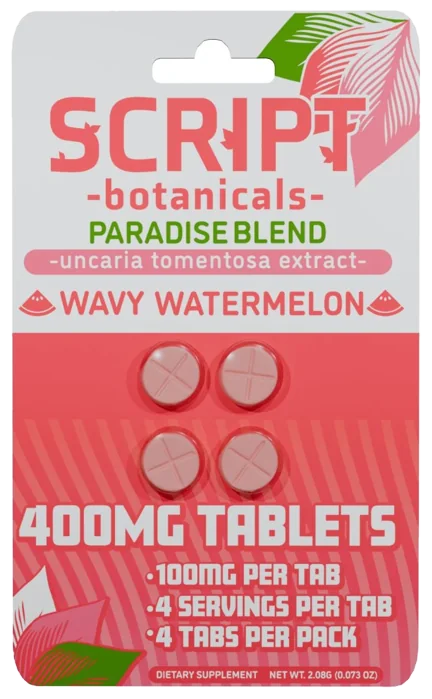 SCRIPT
-botanicals-
PARADISE BLEND
-uncaria tomentosa extract-
WAVY WATERMELON
400MG TABLETS
·100MG PER TAB
·4 SERVINGS PER TAB
·4 TABS PER PACK
DIETARY SUPPLEMENT NET WT. 2.08G (0.073 OZ)